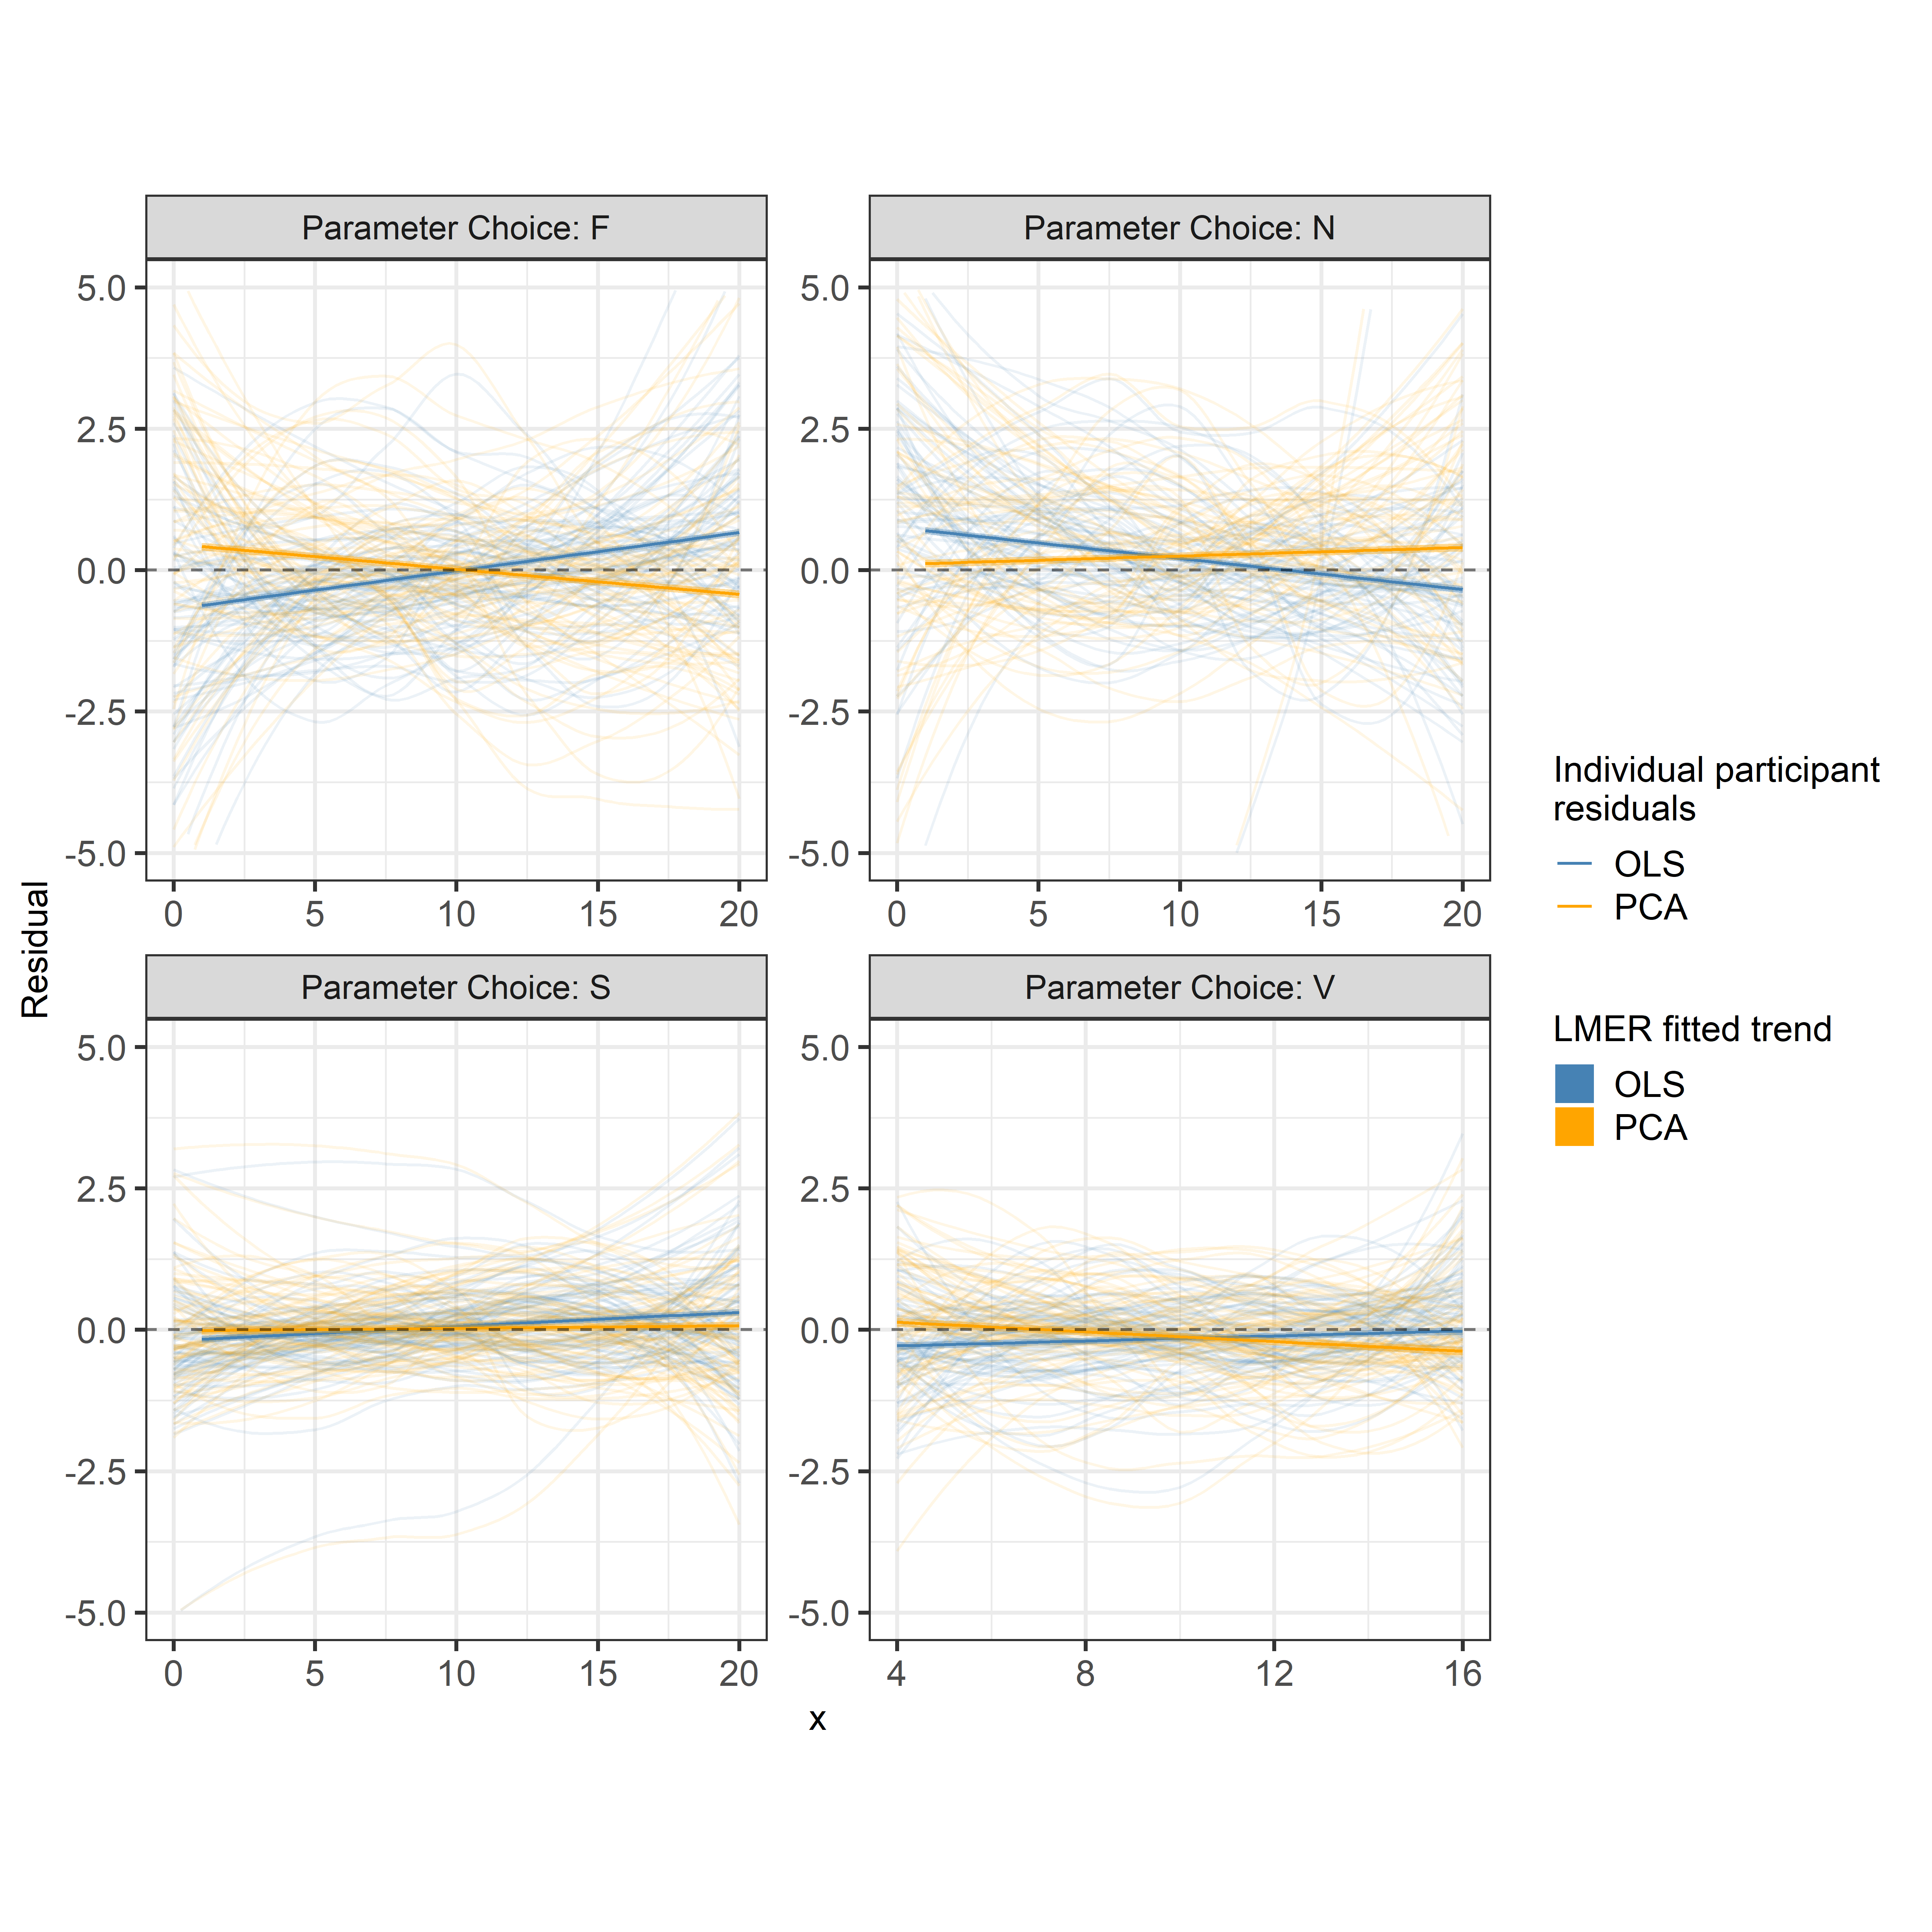 Parameter Choice: F
Parameter Choice: N
5.0
2.5
0.0
-2.5
-5.0
0 5 10 15 20
5.0
2.5
0.0
-2.5
-5.0
0 5 10 15 20
Parameter Choice: S
Parameter Choice: V
5.0
2.5
0.0
-2.5
-5.0
0 5 10 15 20
5.0
2.5
0.0
-2.5
-5.0
4 8 12 16
Residual
x
Individual participant
residuals
OLS
PCA
LMER fitted trend
OLS
PCA